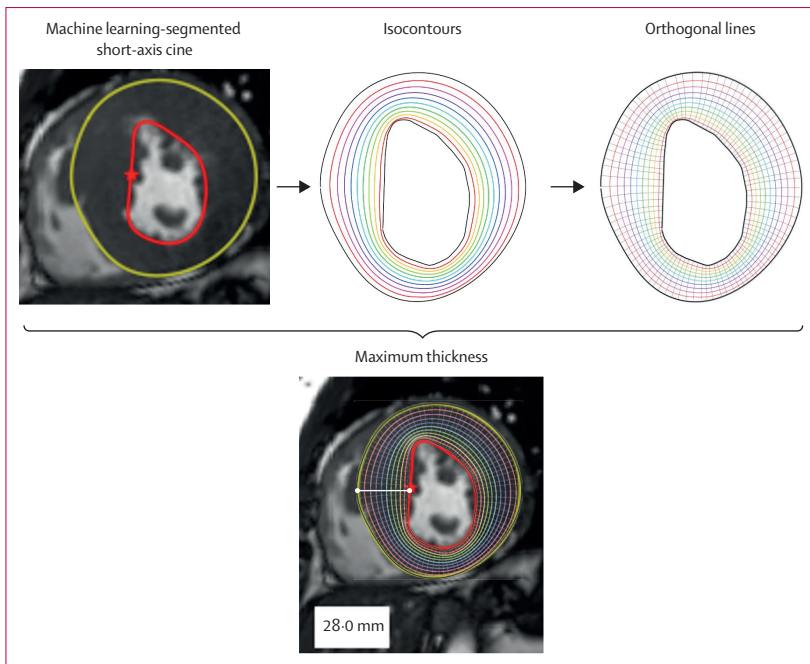 Machine learning-segmented
short-axis cine
Isocontours
Orthogonal lines
Maximum thickness
28·0 mm